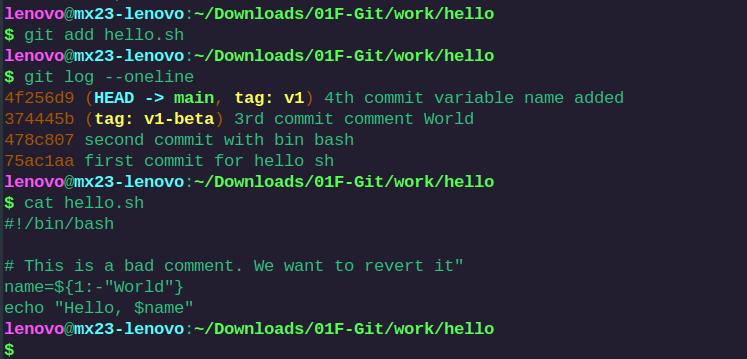 lenovo@mx23-lenovo:~/Downloads/01F-Git/work/hello
$ git add hello.sh
lenovo@mx23-lenovo:~/Downloads/01F-Git/work/hello
$ git log --oneline
4f256d9 (HEAD -> main, tag: v1) 4th commit variable name added
374445b (tag: v1-beta) 3rd commit comment World
478c807 second commit with bin bash
75ac1aa first commit for hello sh
lenovo@mx23-lenovo:~/Downloads/01F-Git/work/hello
$ cat hello.sh
#!/bin/bash

# This is a bad comment. We want to revert it"
name=${1:-"World"}
echo "Hello, $name"
lenovo@mx23-lenovo:~/Downloads/01F-Git/work/hello
$